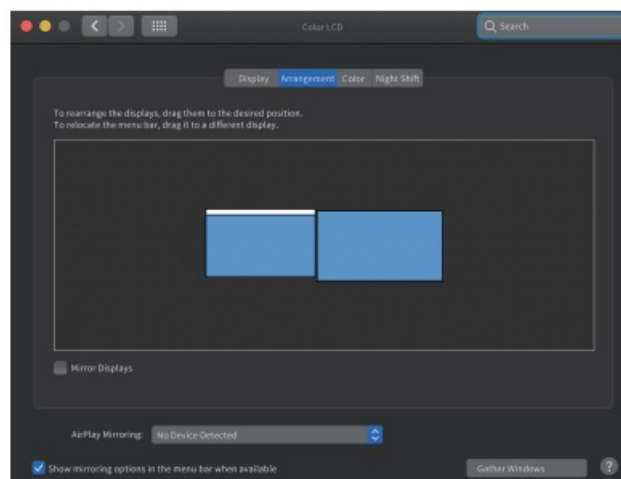 Color LCD
Search
Display Arrangement Color Night Shift
To rearrange the displays, drag them to the desired position.
To relocate the menu bar, drag it to a different display.
Mirror Displays
AirPlay Mirroring: No Device Detected
Show mirroring options in the menu bar when available
Gather Windows ?